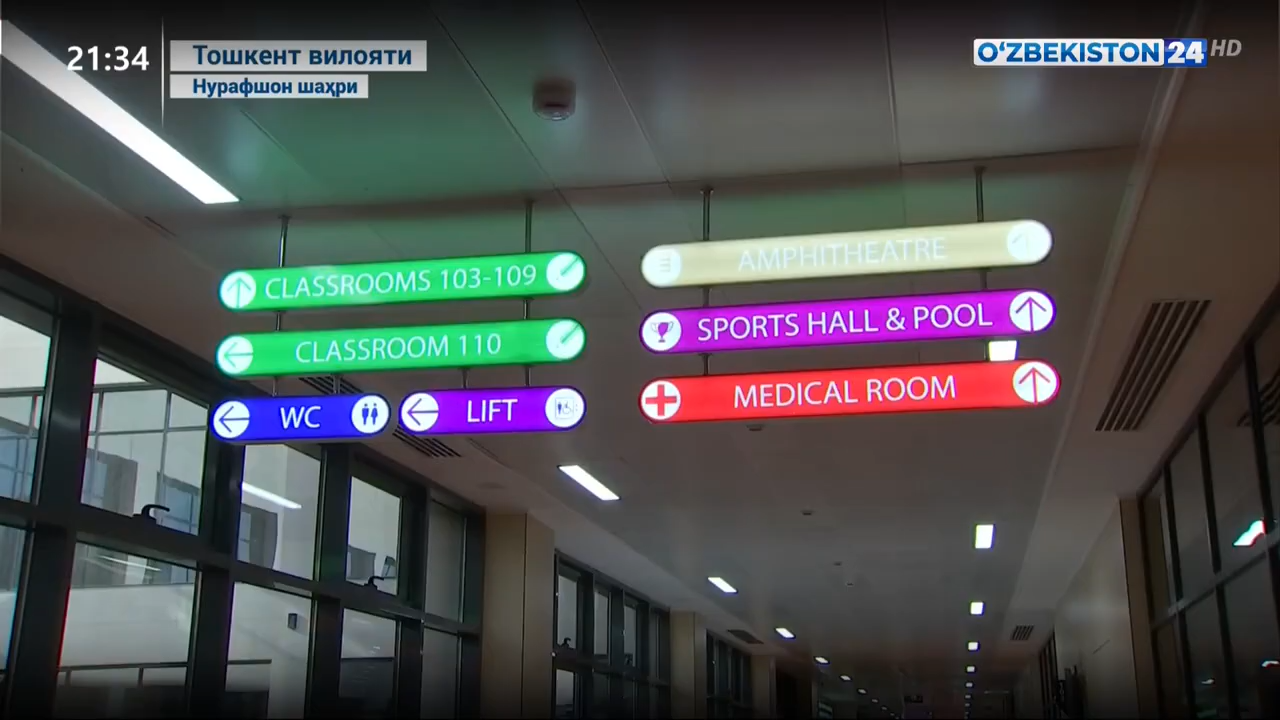 21:34
Тошкент вилояти
Нурафшон шаҳри
O‘ZBEKISTON 24 HD
CLASSROOMS 103-109
CLASSROOM 110
WC
LIFT
AMPHITHEATRE
SPORTS HALL & POOL
MEDICAL ROOM